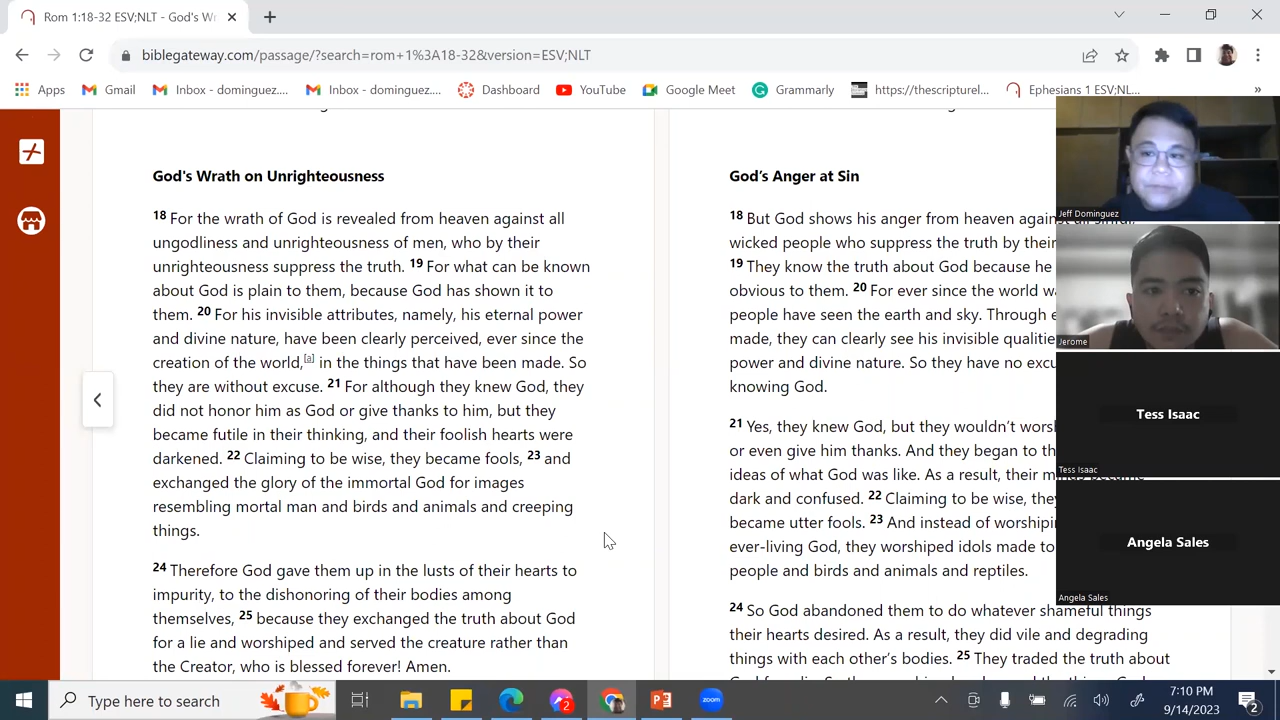 Rom 1:18-32 ESV;NLT - God's Wr
biblegateway.com/passage/?search=rom+1%3A18-32&version=ESV;NLT
Apps
Gmail
Inbox - dominguez....
Inbox - dominguez....
Dashboard
YouTube
Google Meet
Grammarly
https://thescripturel...
Ephesians 1 ESV;NL...
»
God's Wrath on Unrighteousness
18 For the wrath of God is revealed from heaven against all
ungodliness and unrighteousness of men, who by their
unrighteousness suppress the truth. 19 For what can be known
about God is plain to them, because God has shown it to
them. 20 For his invisible attributes, namely, his eternal power
and divine nature, have been clearly perceived, ever since the
creation of the world,[a] in the things that have been made. So
they are without excuse. 21 For although they knew God, they
did not honor him as God or give thanks to him, but they
became futile in their thinking, and their foolish hearts were
darkened. 22 Claiming to be wise, they became fools, 23 and
exchanged the glory of the immortal God for images
resembling mortal man and birds and animals and creeping
things.
24 Therefore God gave them up in the lusts of their hearts to
impurity, to the dishonoring of their bodies among
themselves, 25 because they exchanged the truth about God
for a lie and worshiped and served the creature rather than
the Creator, who is blessed forever! Amen.
God's Anger at Sin
18 But God shows his anger from heaven
wicked people who suppress the truth by their
19 They know the truth about God because he
obvious to them. 20 For ever since the world
people have seen the earth and sky. Through
made, they can clearly see his invisible
power and divine nature. So they have no
knowing God.
21 Yes, they knew God, but they wouldn't
or even give him thanks. And they began to
ideas of what God was like. As a result, their
dark and confused. 22 Claiming to be wise,
became utter fools. 23 And instead of
ever-living God, they worshiped idols made to
people and birds and animals and reptiles.
24 So God abandoned them to do whatever shameful things
their hearts desired. As a result, they did vile and degrading
things with each other's bodies. 25 They traded the truth about
Jeff Dominguez
Jerome
Tess Isaac
Tess Isaac
Angela Sales
Angela Sales
Type here to search
2
zoom
7:10 PM
9/14/2023
2